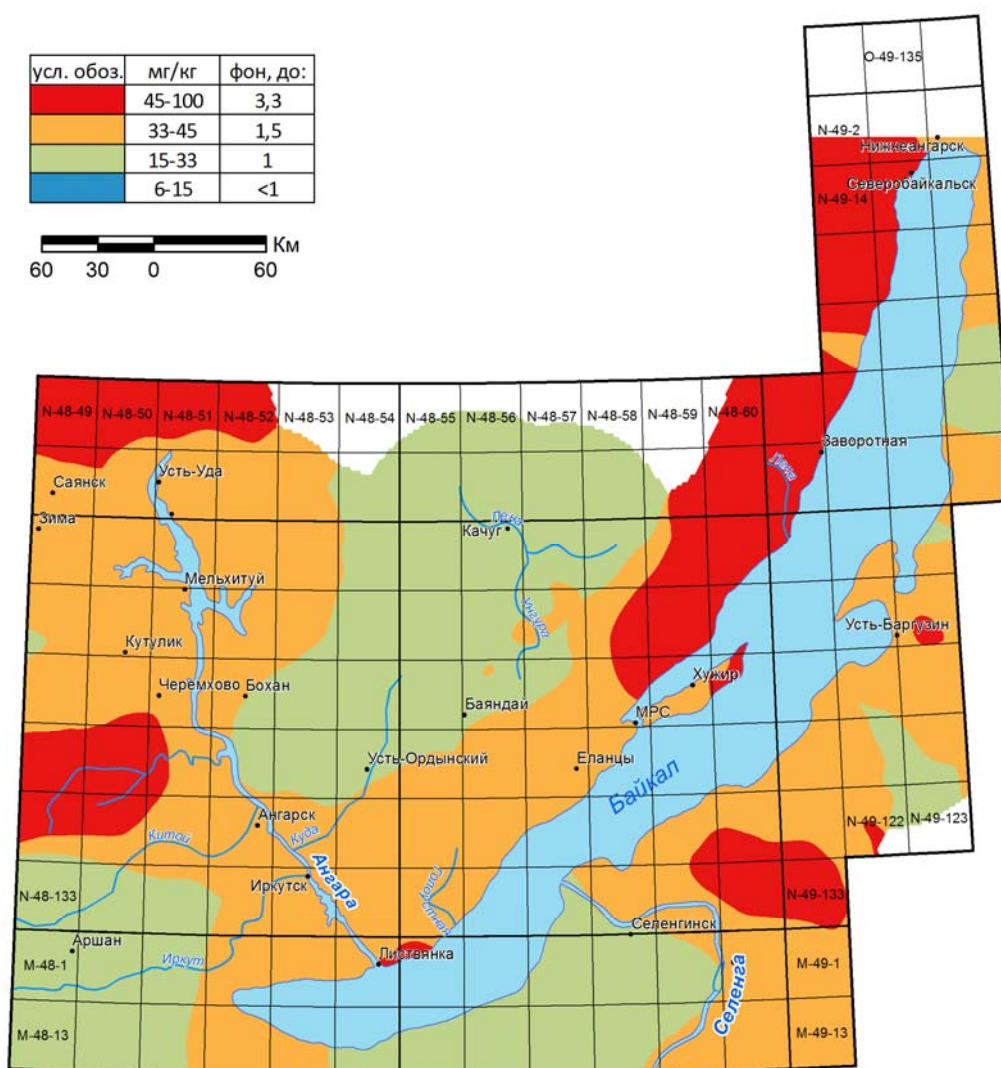 усл. обоз. мг/кг фон, до:
45-100 3,3
33-45 1,5
15-33 1
6-15 <1
Км
60 30 0 60
O-49-135
N-49-2
Нижнеангарск
Северобайкальск
N-49-14
N-48-49 N-48-50 N-48-51 N-48-52 N-48-53 N-48-54 N-48-55 N-48-56 N-48-57 N-48-58 N-48-59 N-48-60
Заворотная
Лена
Усть-Уда
Саянск
Зима
Лена
Качуг
Мельхитуй
Унгура
Усть-Баргузин
Кутулик
Хужир
Черемхово Бохан
Баяндай
МРС
Усть-Ордынский
Еланцы
Байкал
Ангарск
N-49-122 N-49-123
Китой
Куда
Ангара
Иркутск
N-48-133
N-49-133
Селенгинск
Аршан
Иркут
Листвянка
M-48-1
M-49-1
Селенга
M-48-13
M-49-13